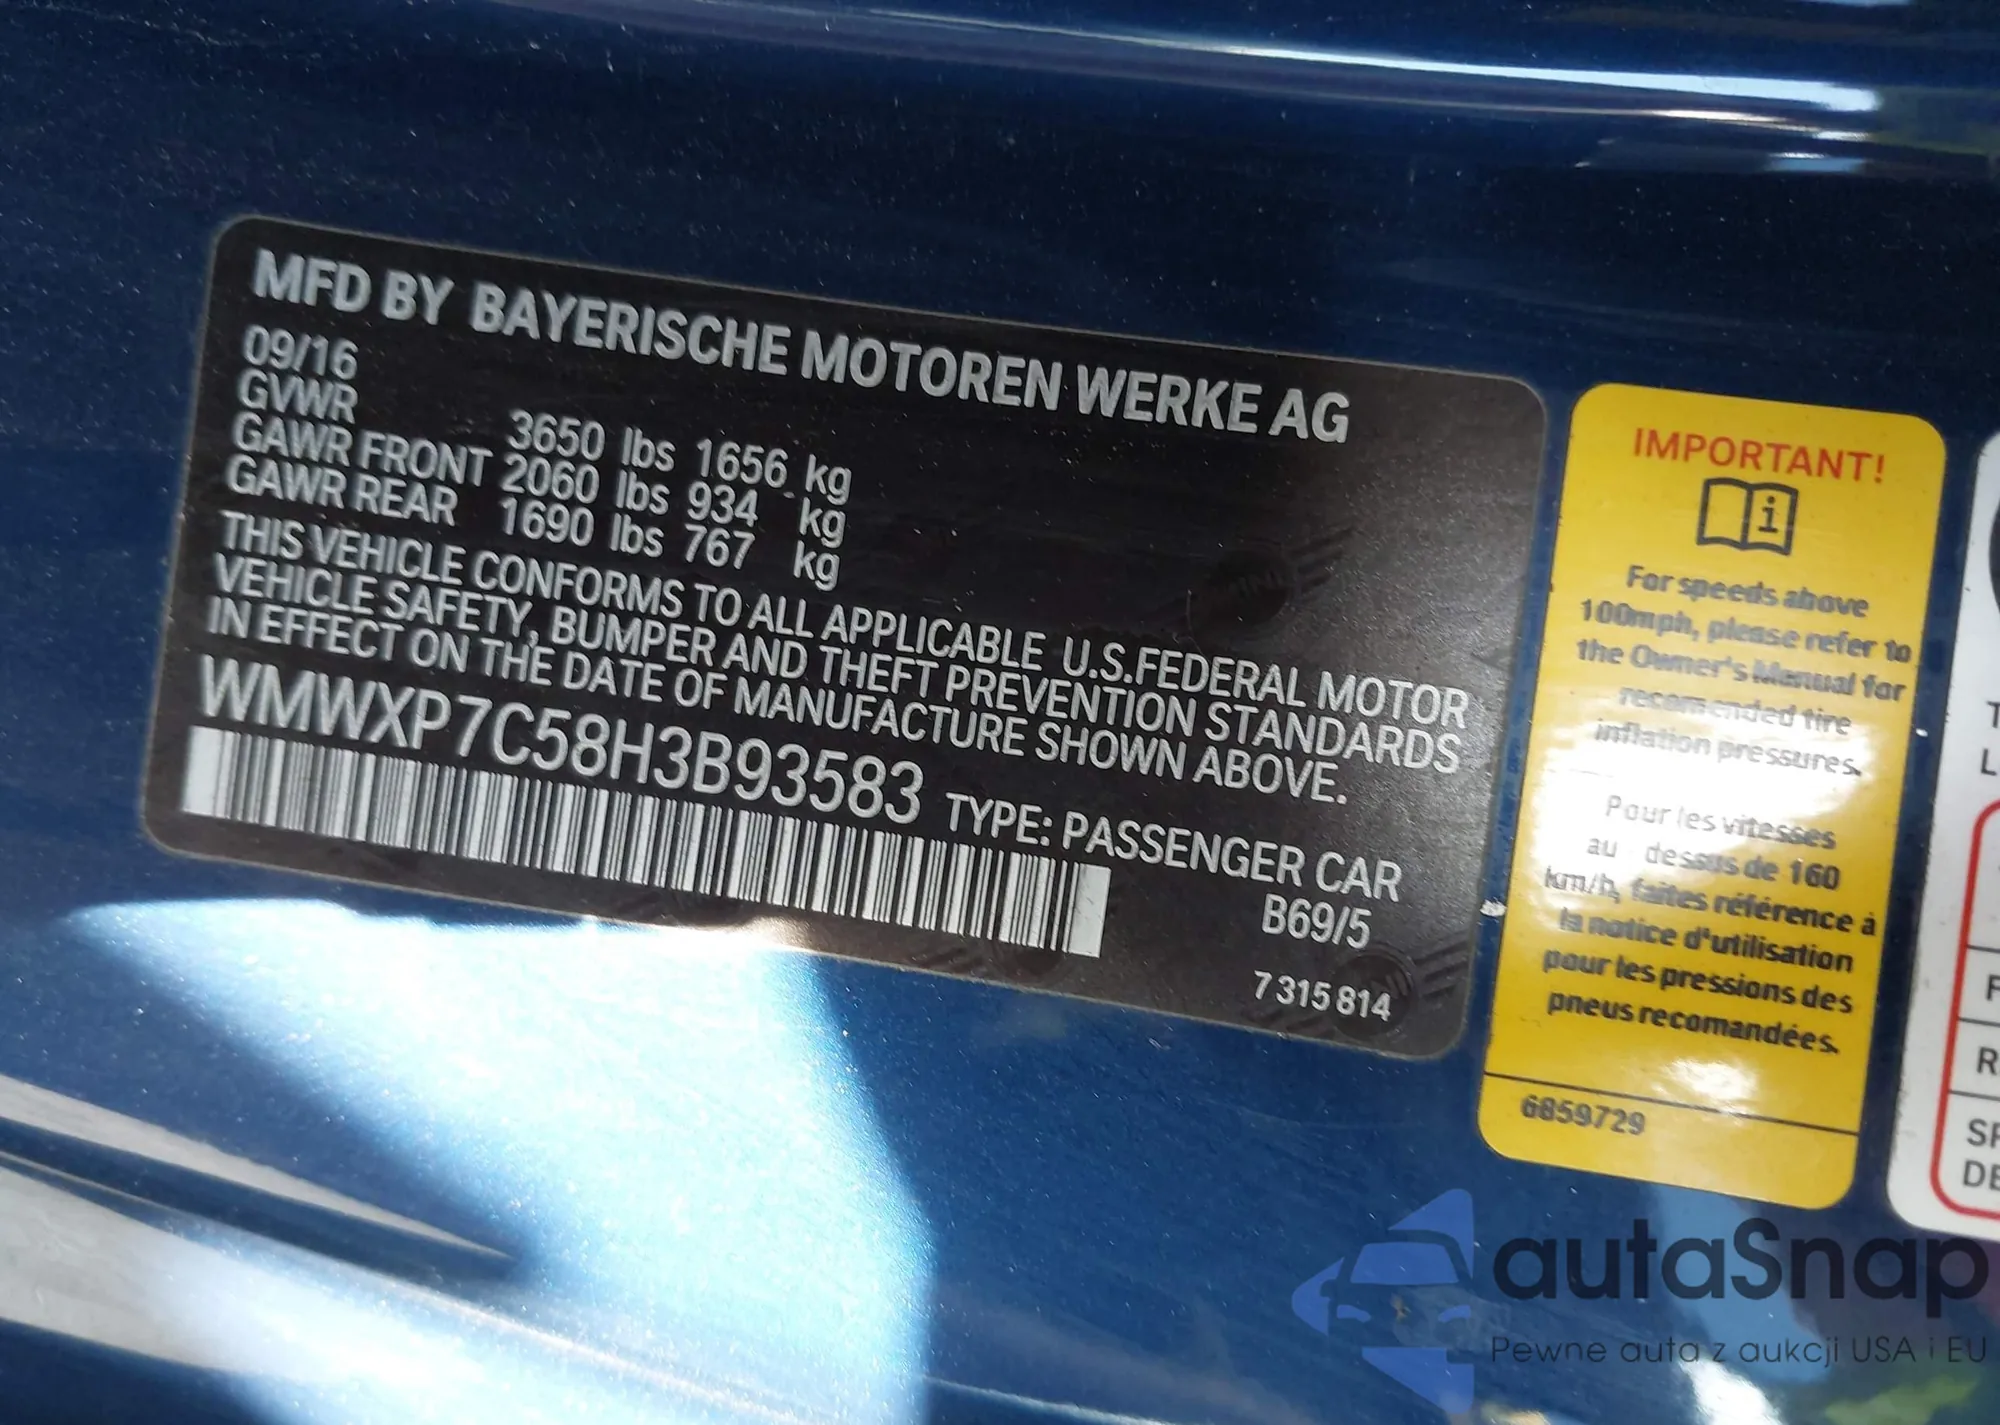 MFD BY BAYERISCHE MOTOREN WERKE AG
09/16
GVWR 3650 lbs 1656 kg
GAWR FRONT 2060 lbs 934 kg
GAWR REAR 1690 lbs 767 kg
THIS VEHICLE CONFORMS TO ALL APPLICABLE U.S.FEDERAL MOTOR
VEHICLE SAFETY, BUMPER AND THEFT PREVENTION STANDARDS
IN EFFECT ON THE DATE OF MANUFACTURE SHOWN ABOVE.
WMWXP7C58H3B93583 TYPE: PASSENGER CAR
B69/5
7 315 814
IMPORTANT!
i
For speeds above
100mph, please refer to
the Owner's Manual for
recomended tire
inflation pressures.
Pour les vitesses
au - dessus de 160
km/h, faites référence à
la notice d'utilisation
pour les pressions des
pneus recomandées.
6859729
MINI
autaSnap
Pewne auta z aukcji USA i EU